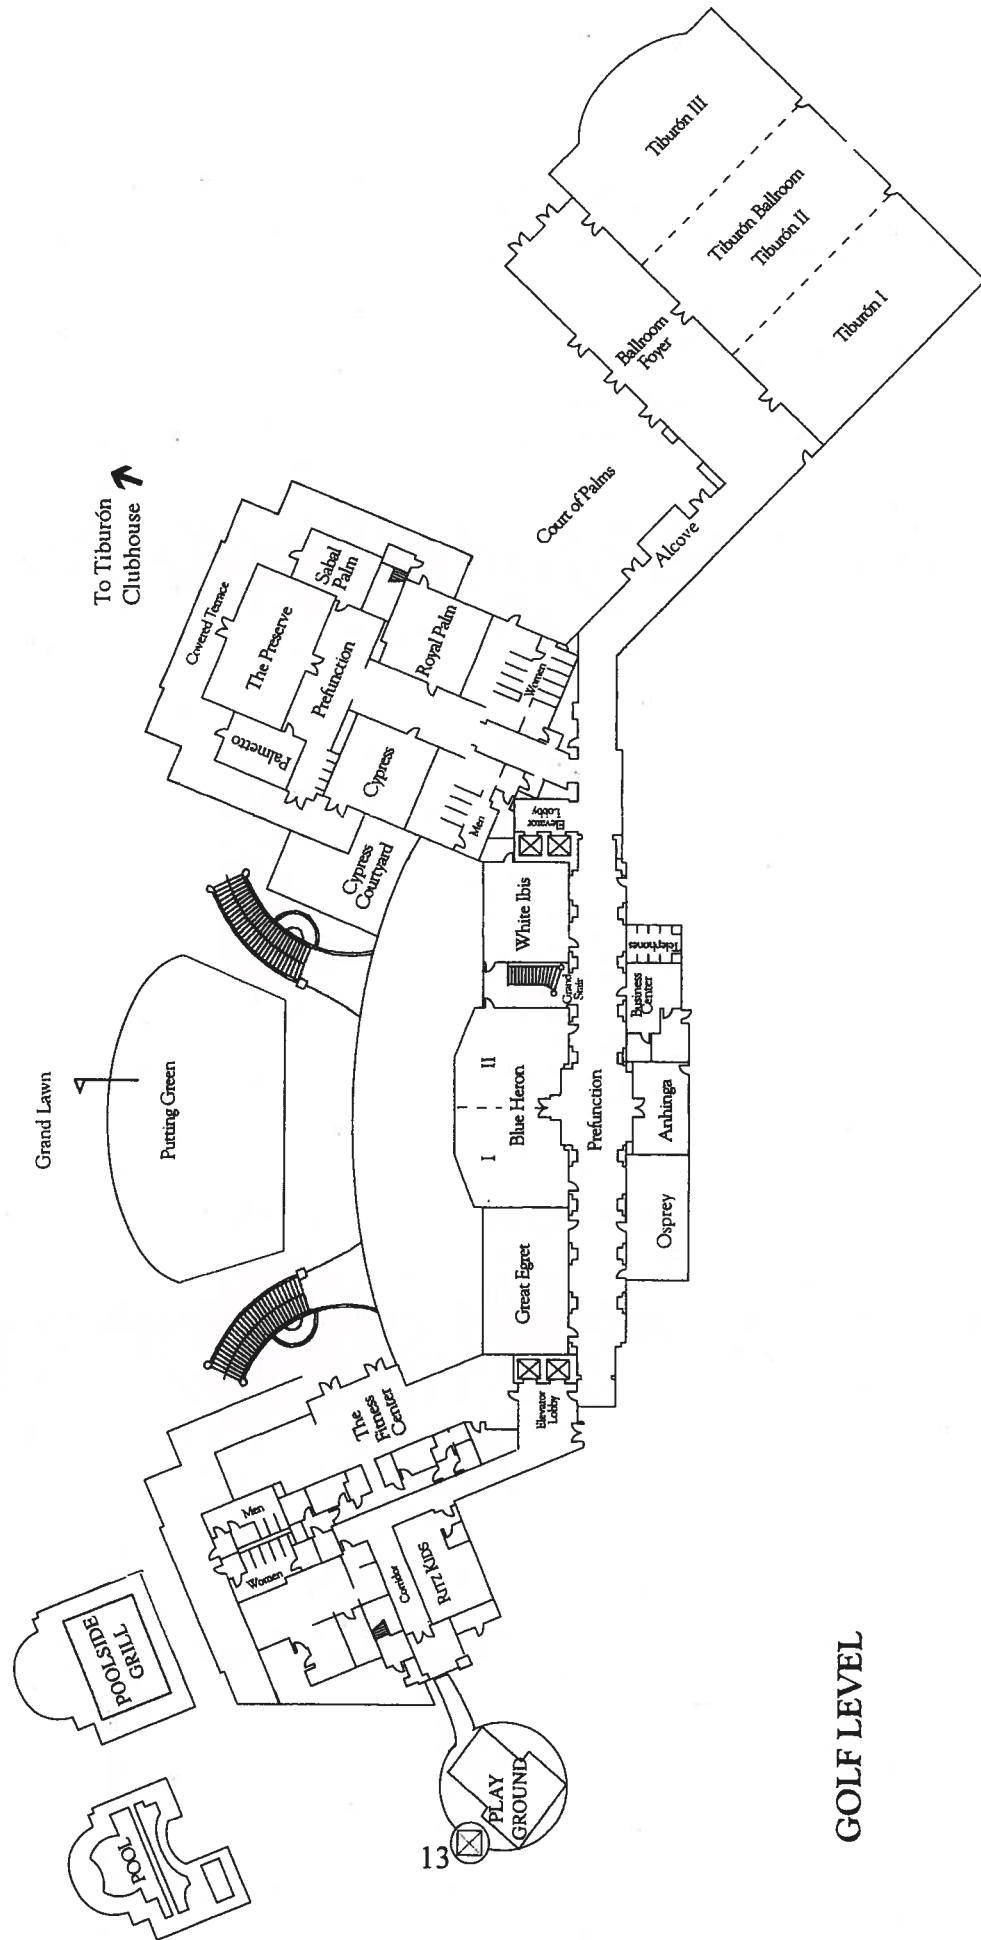 To Tiburón
Clubhouse
Grand Lawn
Putting Green
Covered Terrace
The Preserve
Sabal
Palm
Palmetto
Prefunction
Royal Palm
Cypress
Women
Men
Cypress
Courtyard
Court of Palms
Alcove
Ballroom
Foyer
Tiburón III
Tiburón Ballroom
Tiburón II
Tiburón I
Elevator
Lobby
White Ibis
Grand
Stair
II
Blue Heron
I
Great Egret
Prefunction
Telephones
Business
Center
Anhinga
Osprey
Elevator
Lobby
The
Fitness
Center
Men
Women
Corridor
RITZ KIDS
POOLSIDE
GRILL
POOL
PLAY
GROUND
13
GOLF LEVEL